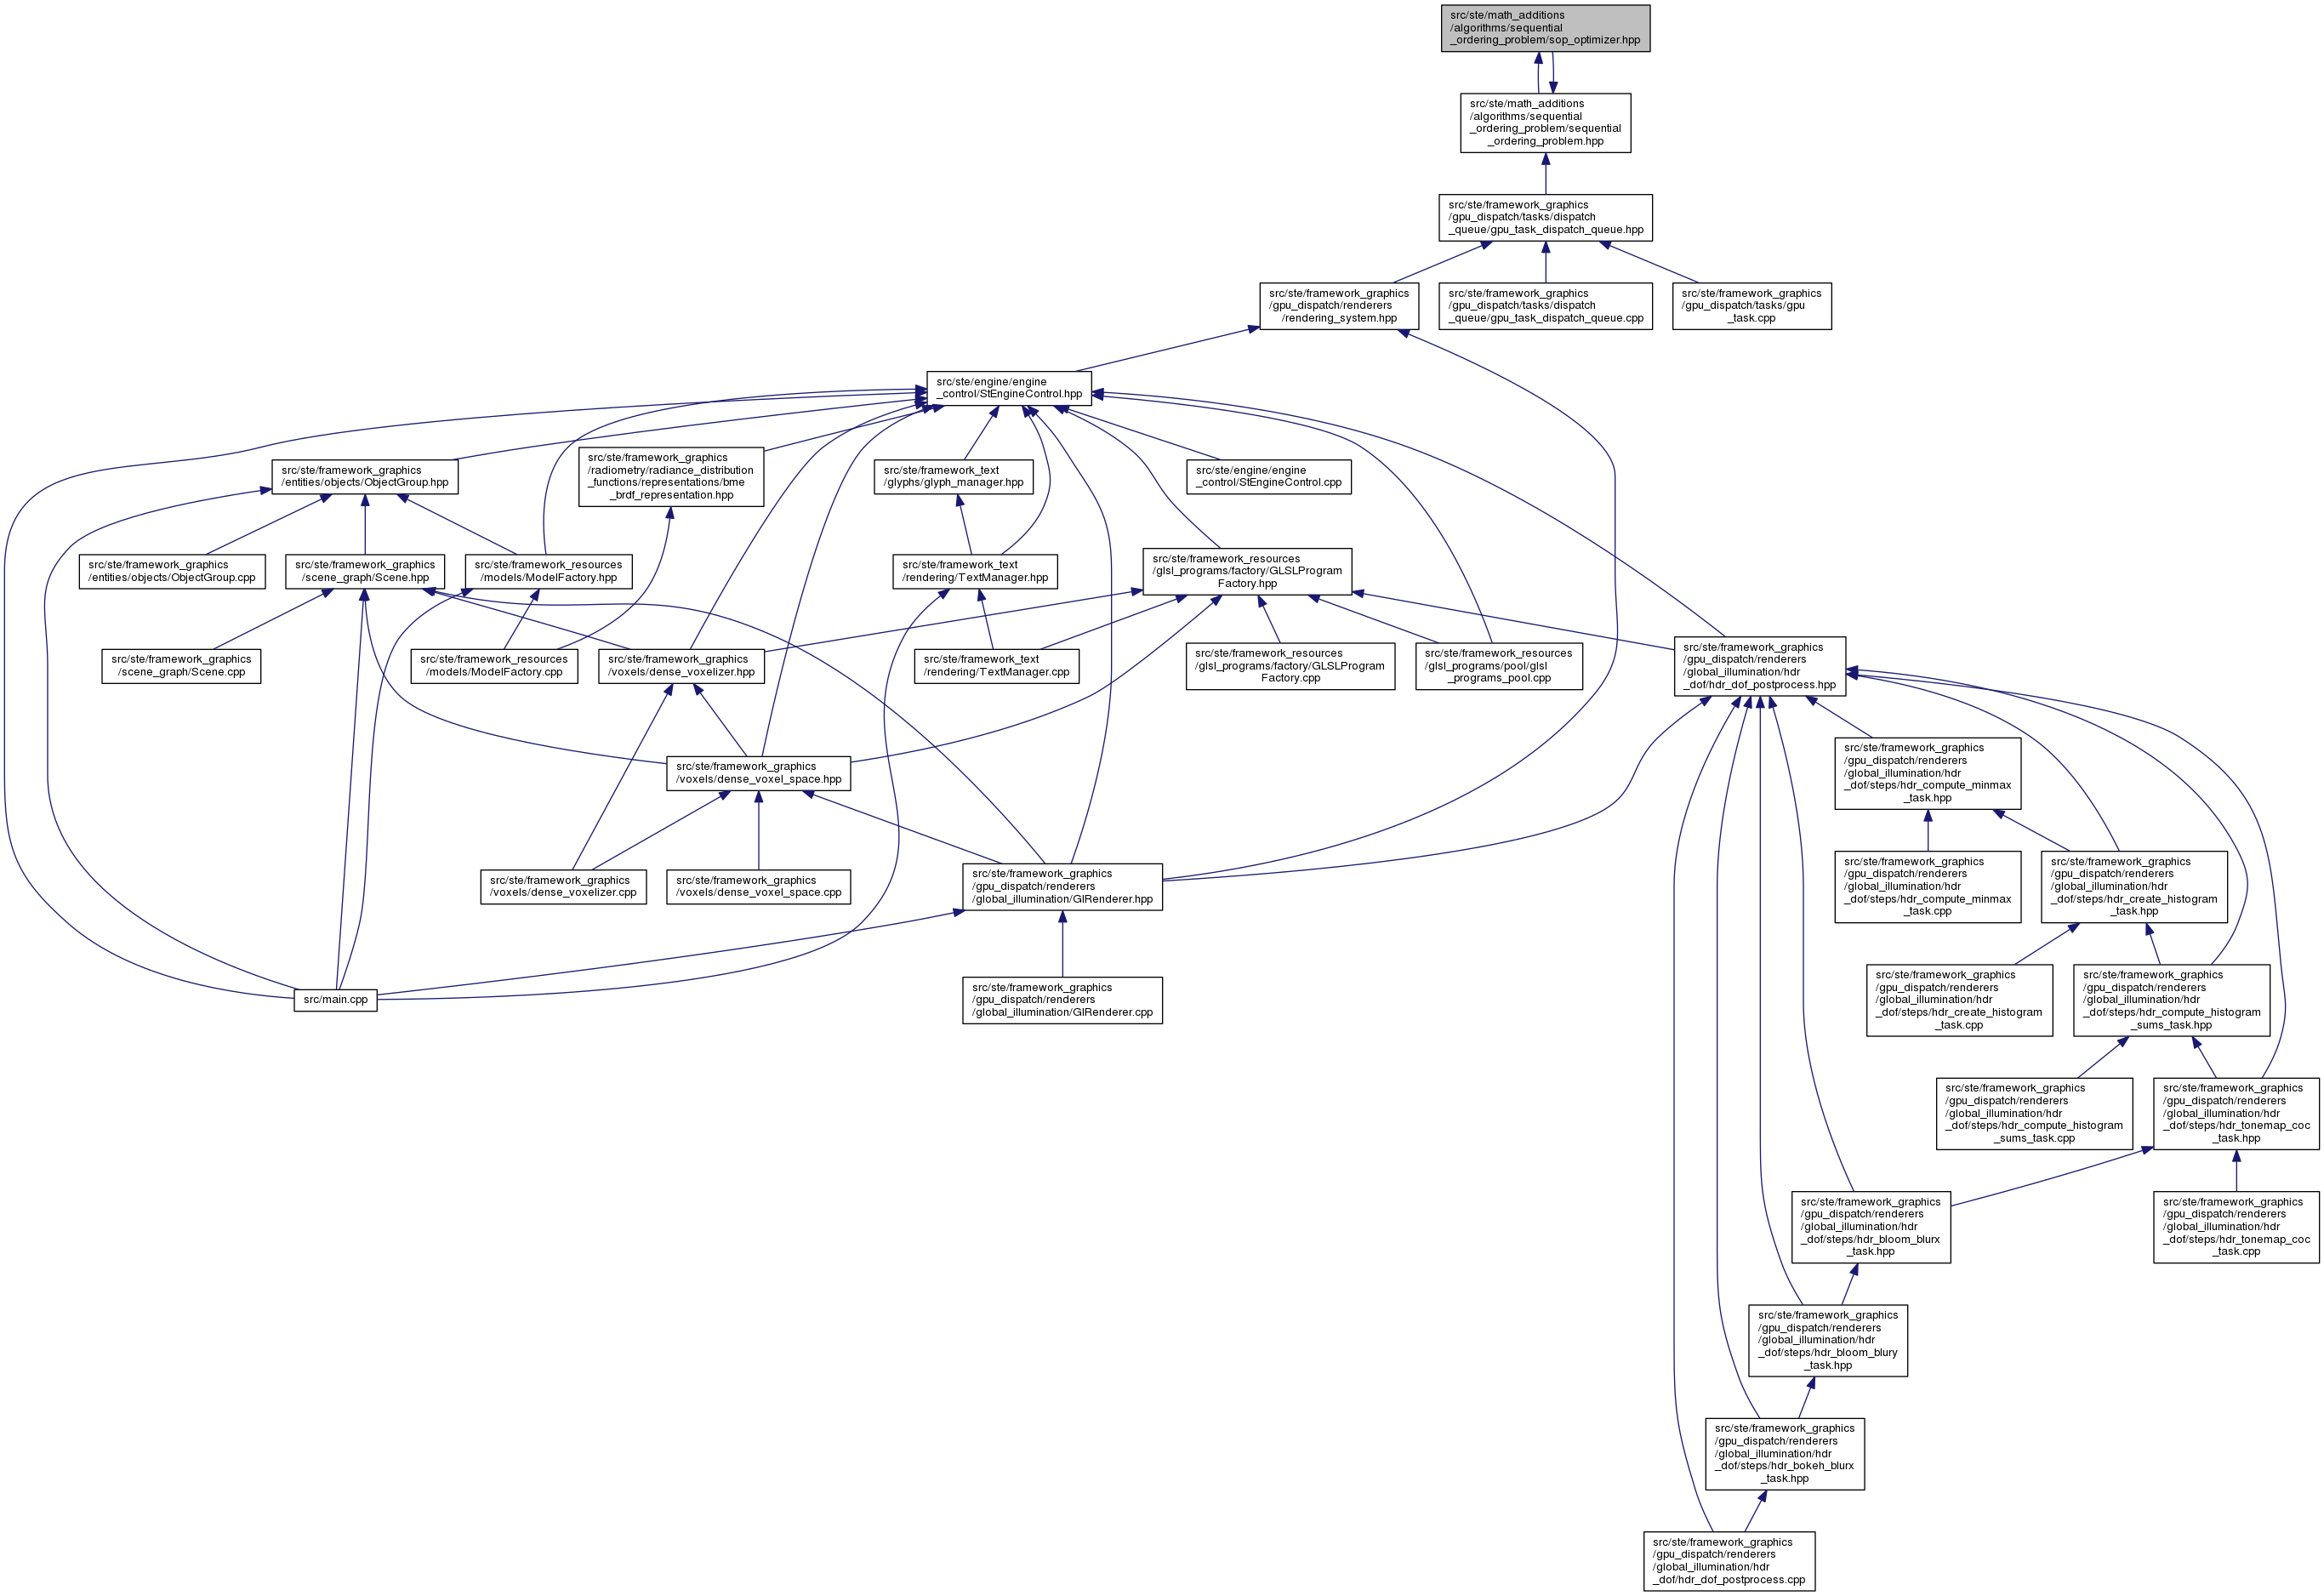 src/ste/math_additions
/algorithms/sequential
_ordering_problem/sop_optimizer.hpp
src/ste/math_additions
/algorithms/sequential
_ordering_problem/sequential
_ordering_problem.hpp
src/ste/framework_graphics
/gpu_dispatch/tasks/dispatch
_queue/gpu_task_dispatch_queue.hpp
src/ste/framework_graphics
/gpu_dispatch/renderers
/rendering_system.hpp
src/ste/framework_graphics
/gpu_dispatch/tasks/dispatch
_queue/gpu_task_dispatch_queue.cpp
src/ste/framework_graphics
/gpu_dispatch/tasks/gpu
_task.cpp
src/ste/engine/engine
_control/StEngineControl.hpp
src/ste/framework_graphics
/entities/objects/ObjectGroup.hpp
src/ste/framework_graphics
/radiometry/radiance_distribution
_functions/representations/bme
_brdf_representation.hpp
src/ste/framework_text
/glyphs/glyph_manager.hpp
src/ste/engine/engine
_control/StEngineControl.cpp
src/ste/framework_graphics
/entities/objects/ObjectGroup.cpp
src/ste/framework_graphics
/scene_graph/Scene.hpp
src/ste/framework_resources
/models/ModelFactory.hpp
src/ste/framework_text
/rendering/TextManager.hpp
src/ste/framework_resources
/glsl_programs/factory/GLSLProgram
Factory.hpp
src/ste/framework_graphics
/scene_graph/Scene.cpp
src/ste/framework_resources
/models/ModelFactory.cpp
src/ste/framework_graphics
/voxels/dense_voxelizer.hpp
src/ste/framework_text
/rendering/TextManager.cpp
src/ste/framework_resources
/glsl_programs/factory/GLSLProgram
Factory.cpp
src/ste/framework_resources
/glsl_programs/pool/glsl
_programs_pool.cpp
src/ste/framework_graphics
/gpu_dispatch/renderers
/global_illumination/hdr
_dof/hdr_dof_postprocess.hpp
src/ste/framework_graphics
/voxels/dense_voxel_space.hpp
src/ste/framework_graphics
/gpu_dispatch/renderers
/global_illumination/hdr
_dof/steps/hdr_compute_minmax
_task.hpp
src/ste/framework_graphics
/voxels/dense_voxelizer.cpp
src/ste/framework_graphics
/voxels/dense_voxel_space.cpp
src/ste/framework_graphics
/gpu_dispatch/renderers
/global_illumination/GIRenderer.hpp
src/ste/framework_graphics
/gpu_dispatch/renderers
/global_illumination/hdr
_dof/steps/hdr_compute_minmax
_task.cpp
src/ste/framework_graphics
/gpu_dispatch/renderers
/global_illumination/hdr
_dof/steps/hdr_create_histogram
_task.hpp
src/main.cpp
src/ste/framework_graphics
/gpu_dispatch/renderers
/global_illumination/GIRenderer.cpp
src/ste/framework_graphics
/gpu_dispatch/renderers
/global_illumination/hdr
_dof/steps/hdr_create_histogram
_task.cpp
src/ste/framework_graphics
/gpu_dispatch/renderers
/global_illumination/hdr
_dof/steps/hdr_compute_histogram
_sums_task.hpp
src/ste/framework_graphics
/gpu_dispatch/renderers
/global_illumination/hdr
_dof/steps/hdr_compute_histogram
_sums_task.cpp
src/ste/framework_graphics
/gpu_dispatch/renderers
/global_illumination/hdr
_dof/steps/hdr_tonemap_coc
_task.hpp
src/ste/framework_graphics
/gpu_dispatch/renderers
/global_illumination/hdr
_dof/steps/hdr_bloom_blurx
_task.hpp
src/ste/framework_graphics
/gpu_dispatch/renderers
/global_illumination/hdr
_dof/steps/hdr_tonemap_coc
_task.cpp
src/ste/framework_graphics
/gpu_dispatch/renderers
/global_illumination/hdr
_dof/steps/hdr_bloom_blury
_task.hpp
src/ste/framework_graphics
/gpu_dispatch/renderers
/global_illumination/hdr
_dof/steps/hdr_bokeh_blurx
_task.hpp
src/ste/framework_graphics
/gpu_dispatch/renderers
/global_illumination/hdr
_dof/hdr_dof_postprocess.cpp